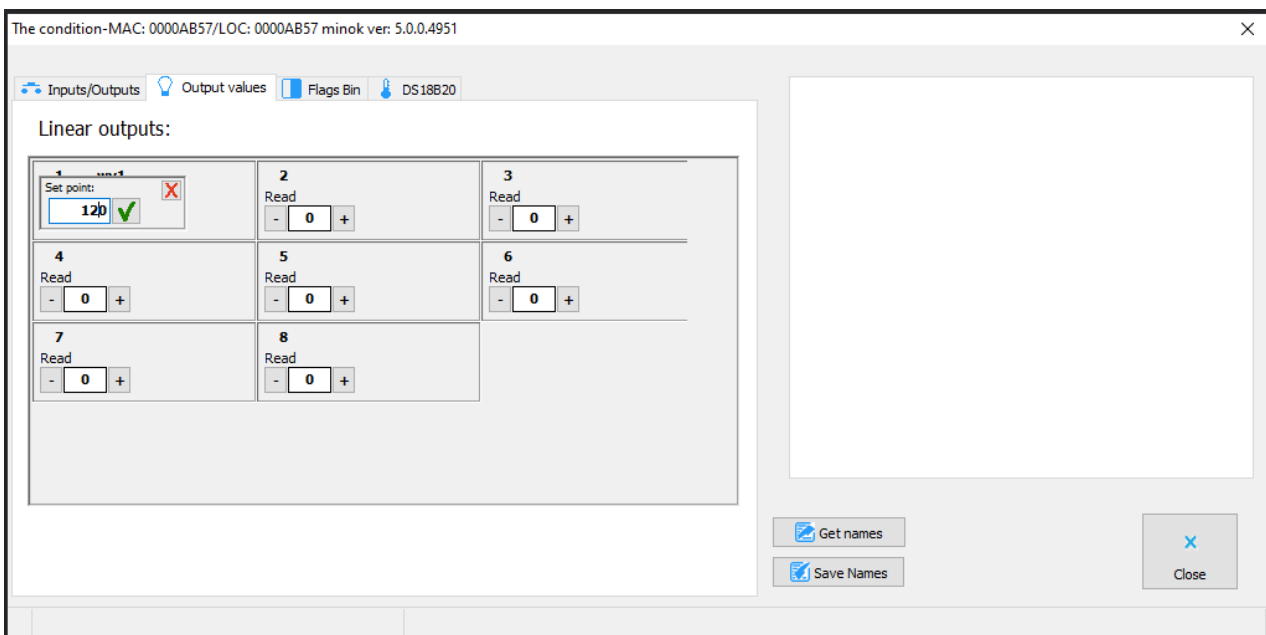 The condition-MAC: 0000AB57/LOC: 0000AB57 minok ver: 5.0.0.4951
Inputs/Outputs Output values Flags Bin DS18B20
Linear outputs:
1
Set point:
120
2
Read
- 0 +
3
Read
- 0 +
4
Read
- 0 +
5
Read
- 0 +
6
Read
- 0 +
7
Read
- 0 +
8
Read
- 0 +
Get names
Save Names
Close